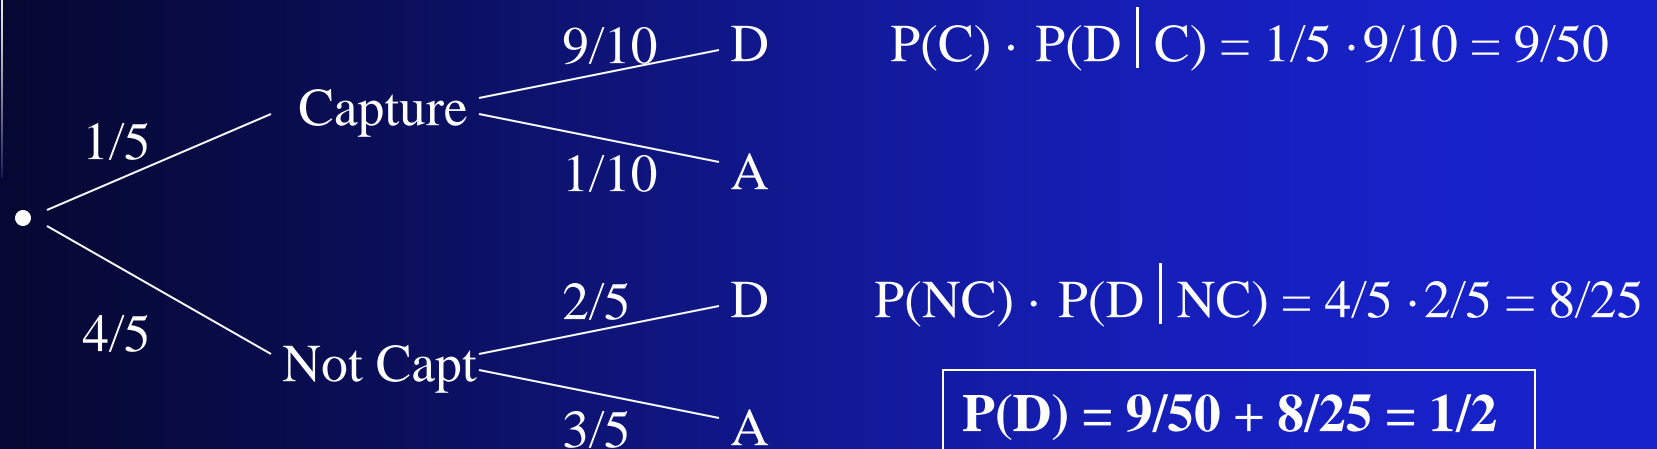 9/10 D P(C) · P(D | C) = 1/5 ·9/10 = 9/50
Capture
1/5
1/10 A
2/5 D P(NC) · P(D | NC) = 4/5 ·2/5 = 8/25
4/5
Not Capt
P(D) = 9/50 + 8/25 = 1/2
3/5 A